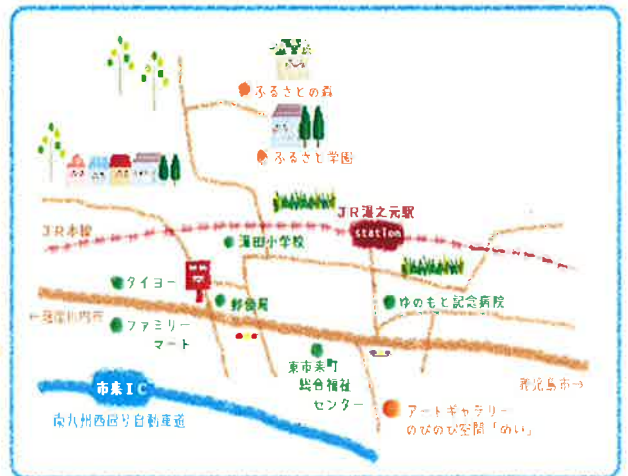 ふるさとの森
ふるさと学園
JR湯之元駅
station
JR本線
湯田小学校
タイヨー
郵便局
ゆのもと記念病院
←薩摩川内市
ファミリー
マート
東市来町
総合福祉
センター
鹿児島市→
市来IC
南九州西回り自動車道
アートギャラリー
のびのび空間「めい」